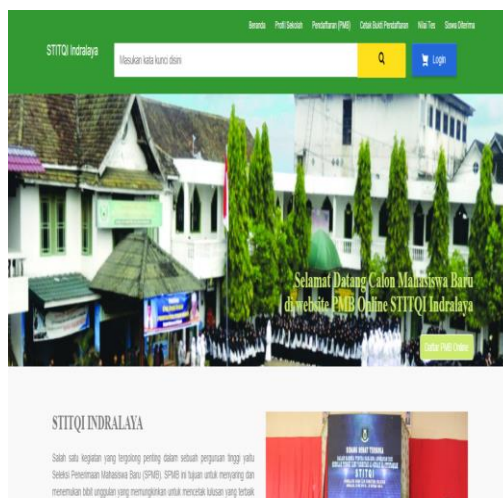 Beranda Profil Sekolah Pendaftaran (PMB) Cetak Bukti Pendaftaran Nilai Tes Siswa Diterima
STITQI Indralaya
Masukan kata kunci disini
Login
Selamat Datang Calon Mahasiswa Baru
di website PMB Online STITQI Indralaya
Daftar PMB Online
STITQI INDRALAYA
Salah satu kegiatan yang tergolong penting dalam sebuah perguruan tinggi yaitu
Seleksi Penerimaan Mahasiswa Baru (SPMB). SPMB ini tujuan untuk menyaring dan
menemukan bibit unggulan yang memungkinkan untuk mencetak lulusan yang terbaik
SIDANG SENAT TERBUKA
STITQI